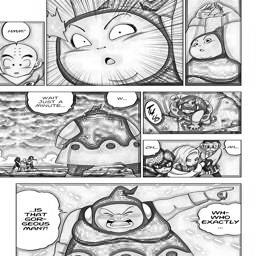 HMM?
W...
WAIT
JUST A
MINUTE...
AH...
OH...
WH-
WHO
EXACTLY
...
...IS
THAT
GOR-
GEOUS
MAN?!